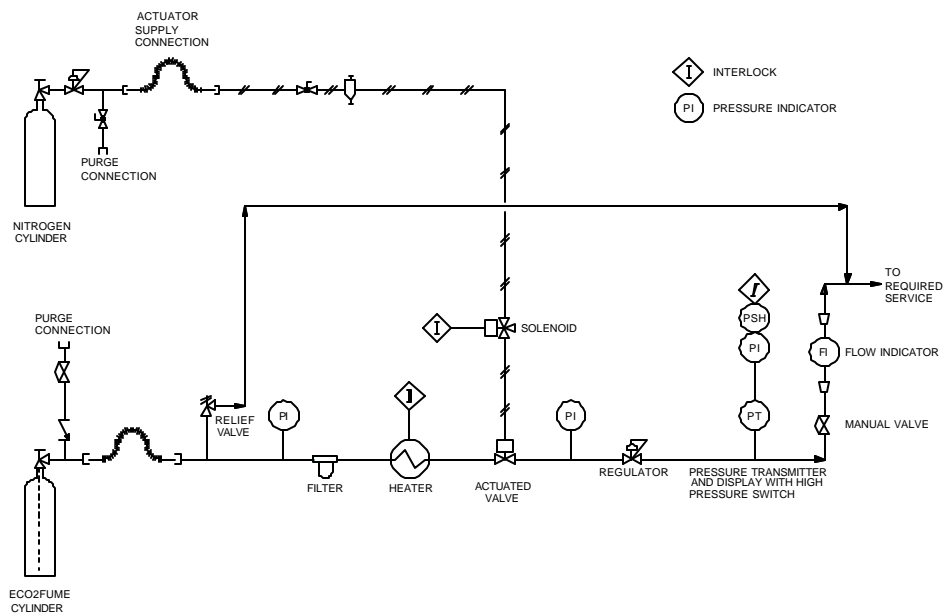 ACTUATOR
SUPPLY
CONNECTION
I INTERLOCK
PI PRESSURE INDICATOR
PURGE
CONNECTION
NITROGEN
CYLINDER
TO
REQUIRED
SERVICE
PURGE
CONNECTION
I
SOLENOID
I
PSH
PI
FI FLOW INDICATOR
I
RELIEF
VALVE
PI
PI
PT
MANUAL VALVE
FILTER
HEATER
ACTUATED
VALVE
REGULATOR
PRESSURE TRANSMITTER
AND DISPLAY WITH HIGH
PRESSURE SWITCH
ECO2FUME
CYLINDER